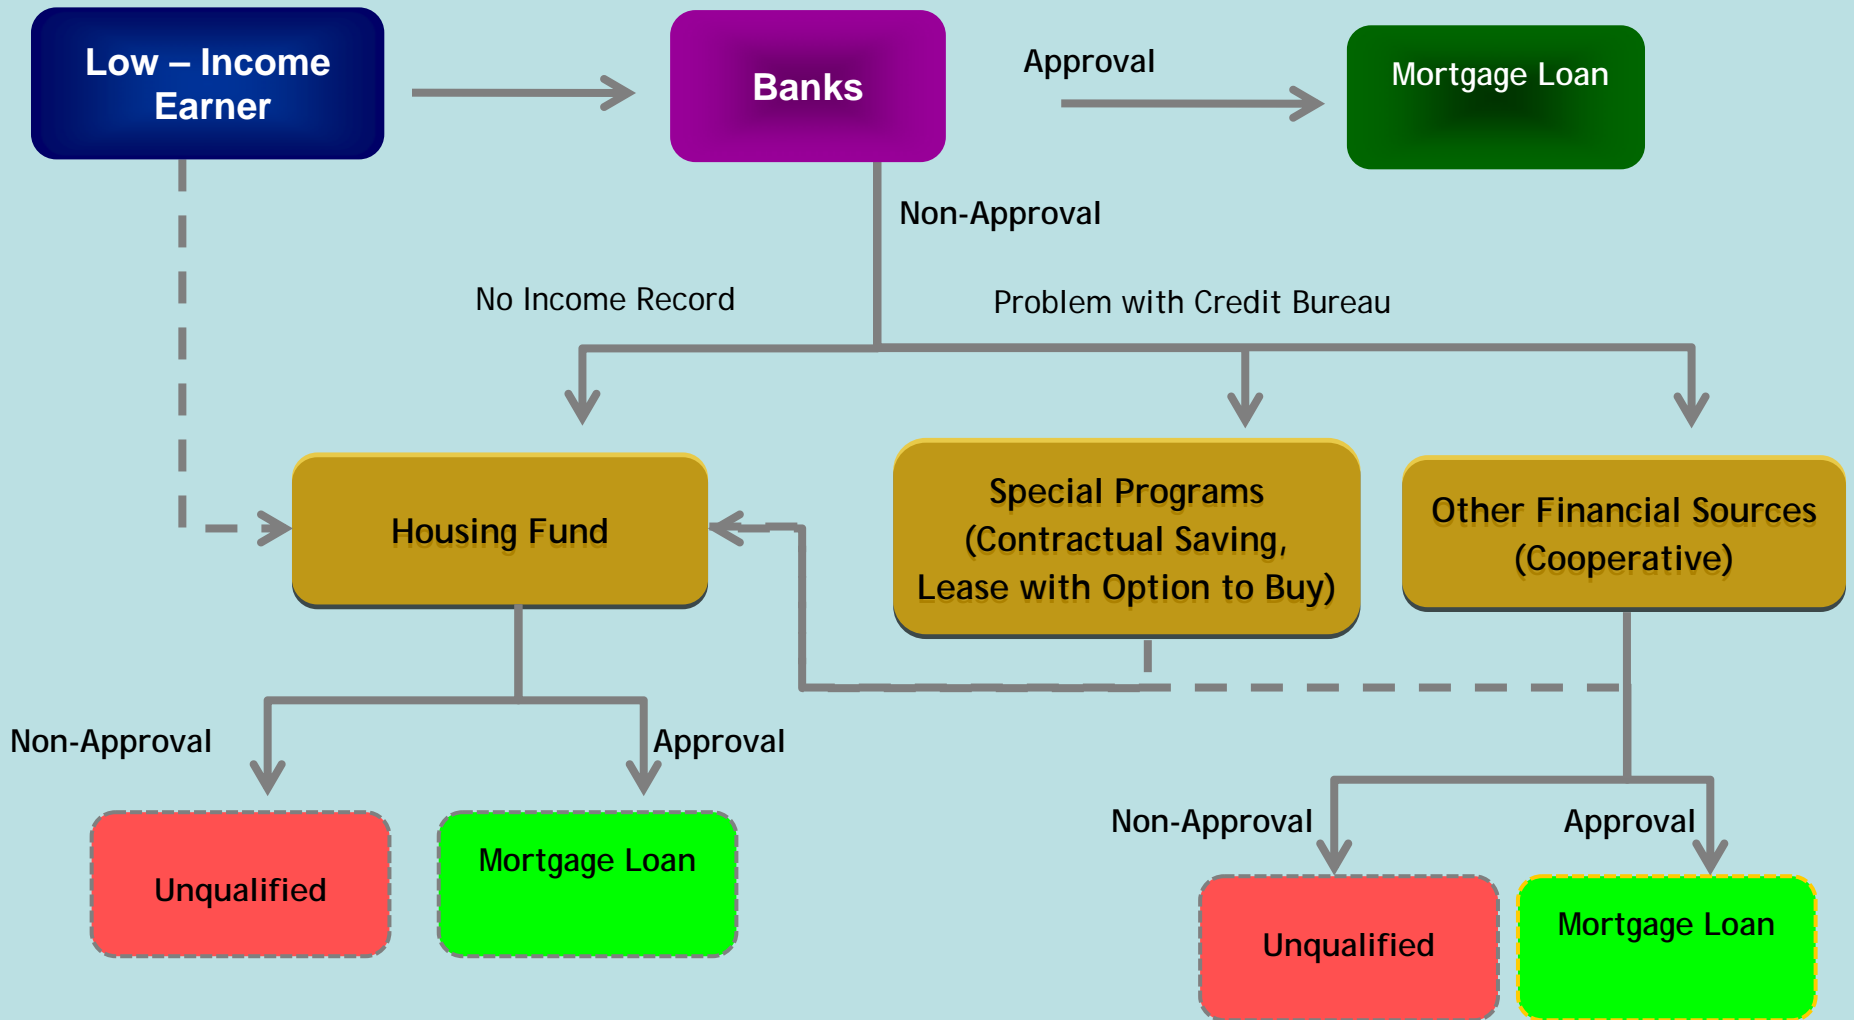 Low – Income
Earner
Banks
Approval
Mortgage Loan
Non-Approval
No Income Record
Problem with Credit Bureau
Housing Fund
Special Programs
(Contractual Saving,
Lease with Option to Buy)
Other Financial Sources
(Cooperative)
Non-Approval
Approval
Unqualified
Mortgage Loan
Non-Approval
Approval
Unqualified
Mortgage Loan